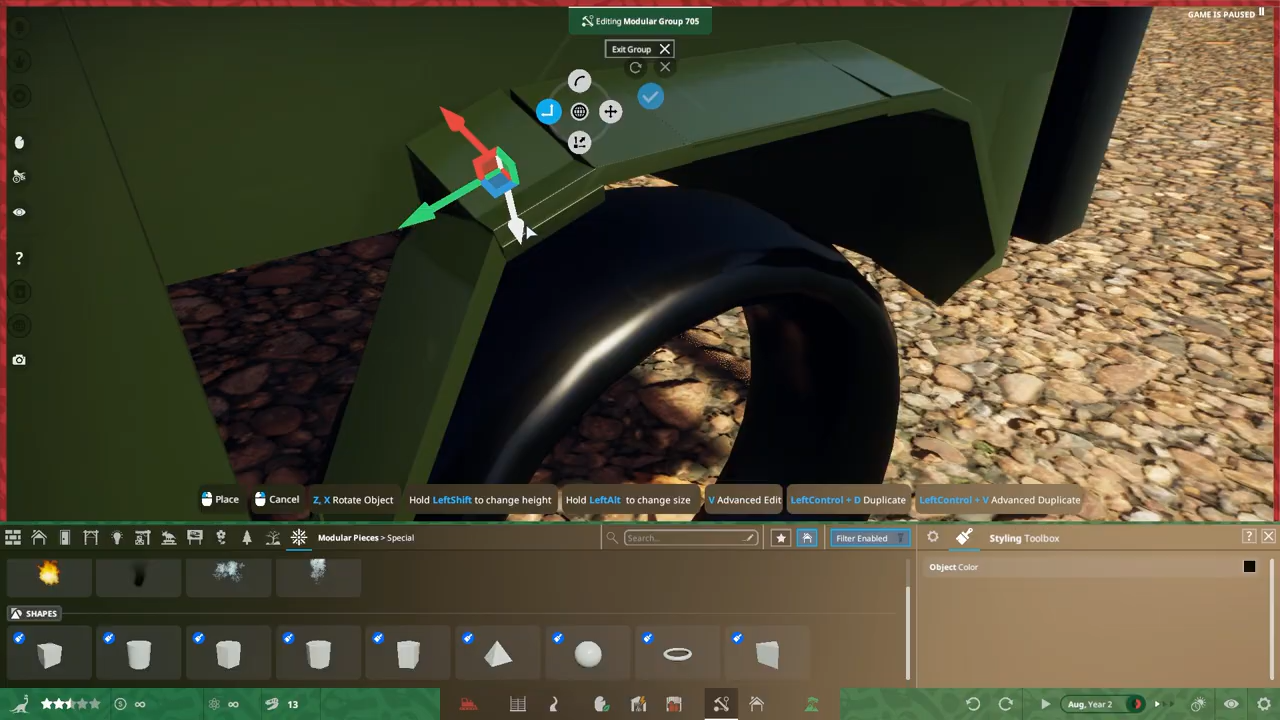 Editing Modular Group 705
GAME IS PAUSED
Exit Group
?
Place
Cancel
Z, X Rotate Object
Hold LeftShift to change height
Hold LeftAlt to change size
V Advanced Edit
LeftControl + D Duplicate
LeftControl + V Advanced Duplicate
Modular Pieces > Special
Search...
Filter Enabled
Styling Toolbox
?
Object Color
SHAPES
∞
∞
13
Aug, Year 2